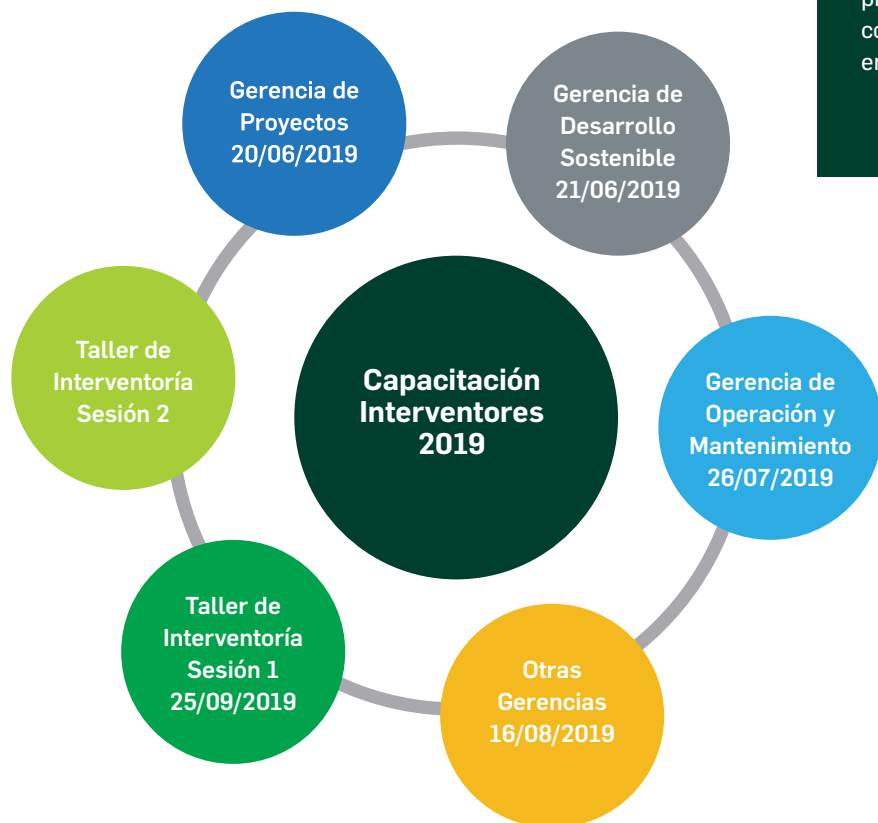 Gerencia de
Proyectos
20/06/2019
Gerencia de
Desarrollo
Sostenible
21/06/2019
Gerencia de
Operación y
Mantenimiento
26/07/2019
Otras
Gerencias
16/08/2019
Taller de
Interventoría
Sesión 1
25/09/2019
Taller de
Interventoría
Sesión 2
Capacitación
Interventores
2019